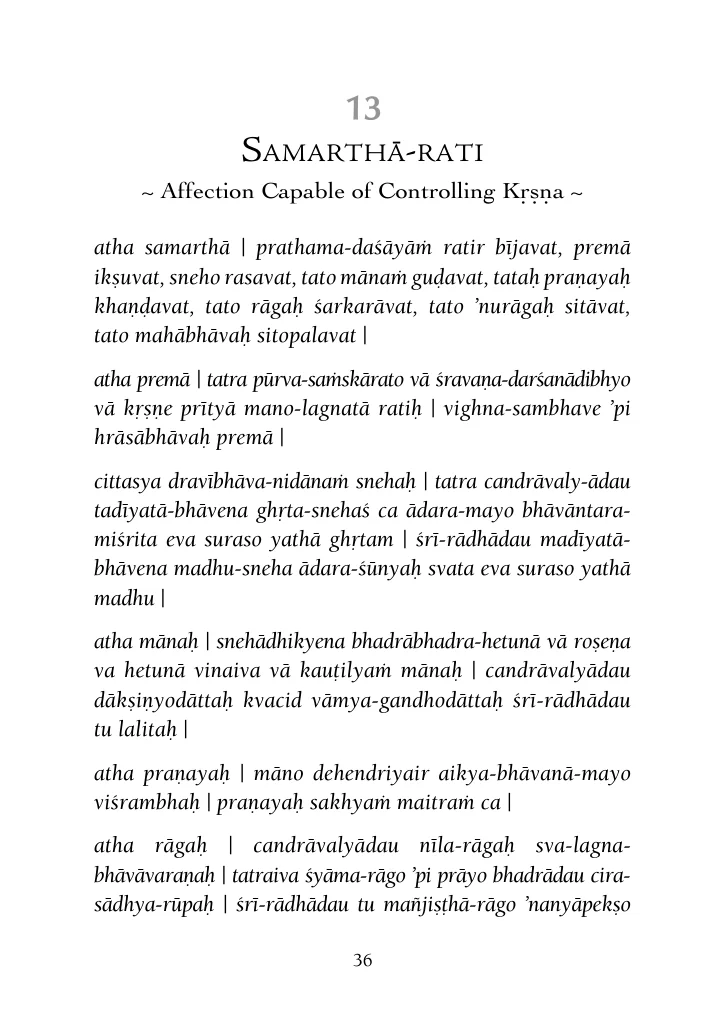 13
Samarthā-rati
~ Affection Capable of Controlling Kṛṣṇa ~
atha samarthā | prathama-daśāyāṁ ratir bījavat, premā
ikṣuvat, sneho rasavat, tato mānaṁ guḍavat, tataḥ praṇayaḥ
khaṇḍavat, tato rāgaḥ śarkarāvat, tato ’nurāgaḥ sitāvat,
tato mahābhāvaḥ sitopalavat |
atha premā | tatra pūrva-saṁskārato vā śravaṇa-darśanādibhyo
vā kṛṣṇe prītyā mano-lagnatā ratiḥ | vighna-sambhave ’pi
hrāsābhāvaḥ premā |
cittasya dravībhāva-nidānaṁ snehaḥ | tatra candrāvaly-ādau
tadīyatā-bhāvena ghṛta-snehaś ca ādara-mayo bhāvāntara-
miśrita eva suraso yathā ghṛtam | śrī-rādhādau madīyatā-
bhāvena madhu-sneha ādara-śūnyaḥ svata eva suraso yathā
madhu |
atha mānaḥ | snehādhikyena bhadrābhadra-hetunā vā roṣeṇa
va hetunā vinaiva vā kauṭilyaṁ mānaḥ | candrāvalyādau
dākṣiṇyodāttaḥ kvacid vāmya-gandhodāttaḥ śrī-rādhādau
tu lalitaḥ |
atha praṇayaḥ | māno dehendriyair aikya-bhāvanā-mayo
viśrambhaḥ | praṇayaḥ sakhyaṁ maitraṁ ca |
atha rāgaḥ | candrāvalyādau nīla-rāgaḥ sva-lagna-
bhāvāvaraṇaḥ | tatraiva śyāma-rāgo ’pi prāyo bhadrādau cira-
sādhya-rūpaḥ | śrī-rādhādau tu mañjiṣṭhā-rāgo ’nanyāpekṣo
36